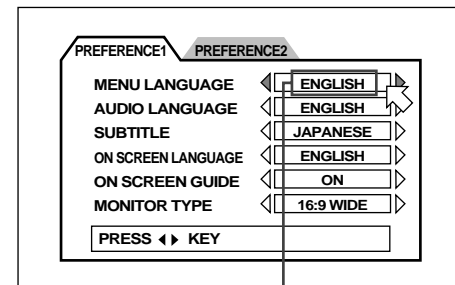 PREFERENCE1 PREFERENCE2
MENU LANGUAGE ENGLISH
AUDIO LANGUAGE ENGLISH
SUBTITLE JAPANESE
ON SCREEN LANGUAGE ENGLISH
ON SCREEN GUIDE ON
MONITOR TYPE 16:9 WIDE
PRESS ◀ ▶ KEY